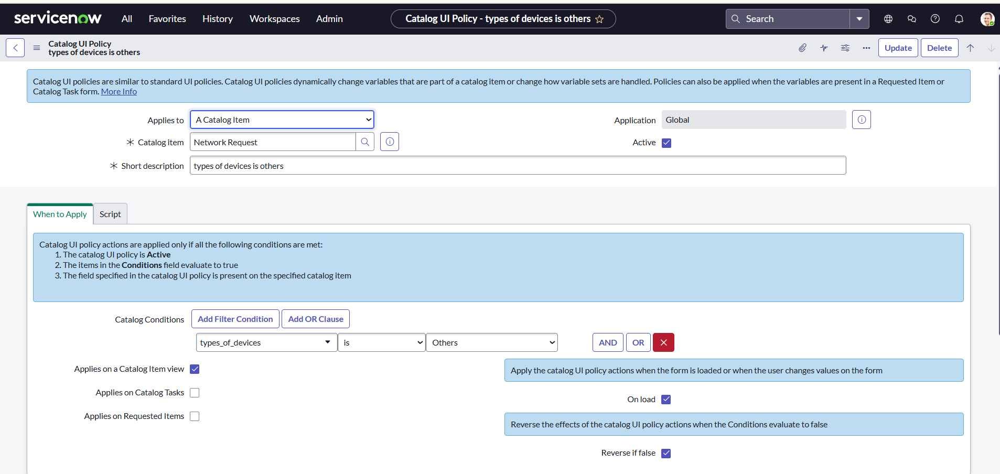 servicenow All Favorites History Workspaces Admin Catalog UI Policy - types of devices is others Search
Catalog UI Policy
types of devices is others
Update Delete
Catalog UI policies are similar to standard UI policies. Catalog UI policies dynamically change variables that are part of a catalog item or change how variable sets are handled. Policies can also be applied when the variables are present in a Requested Item or
Catalog Task form. More Info
Applies to A Catalog Item Application Global
Catalog item Network Request Active
Short description types of devices is others
When to Apply Script
Catalog UI policy actions are applied only if all the following conditions are met:
1. The catalog UI policy is Active
2. The items in the Conditions field evaluate to true
3. The field specified in the catalog UI policy is present on the specified catalog item
Catalog Conditions Add Filter Condition Add OR Clause
types_of_devices is Others AND OR
Applies on a Catalog Item view
Apply the catalog UI policy actions when the form is loaded or when the user changes values on the form
Applies on Catalog Tasks
On load
Applies on Requested Items
Reverse the effects of the catalog UI policy actions when the Conditions evaluate to false
Reverse if false